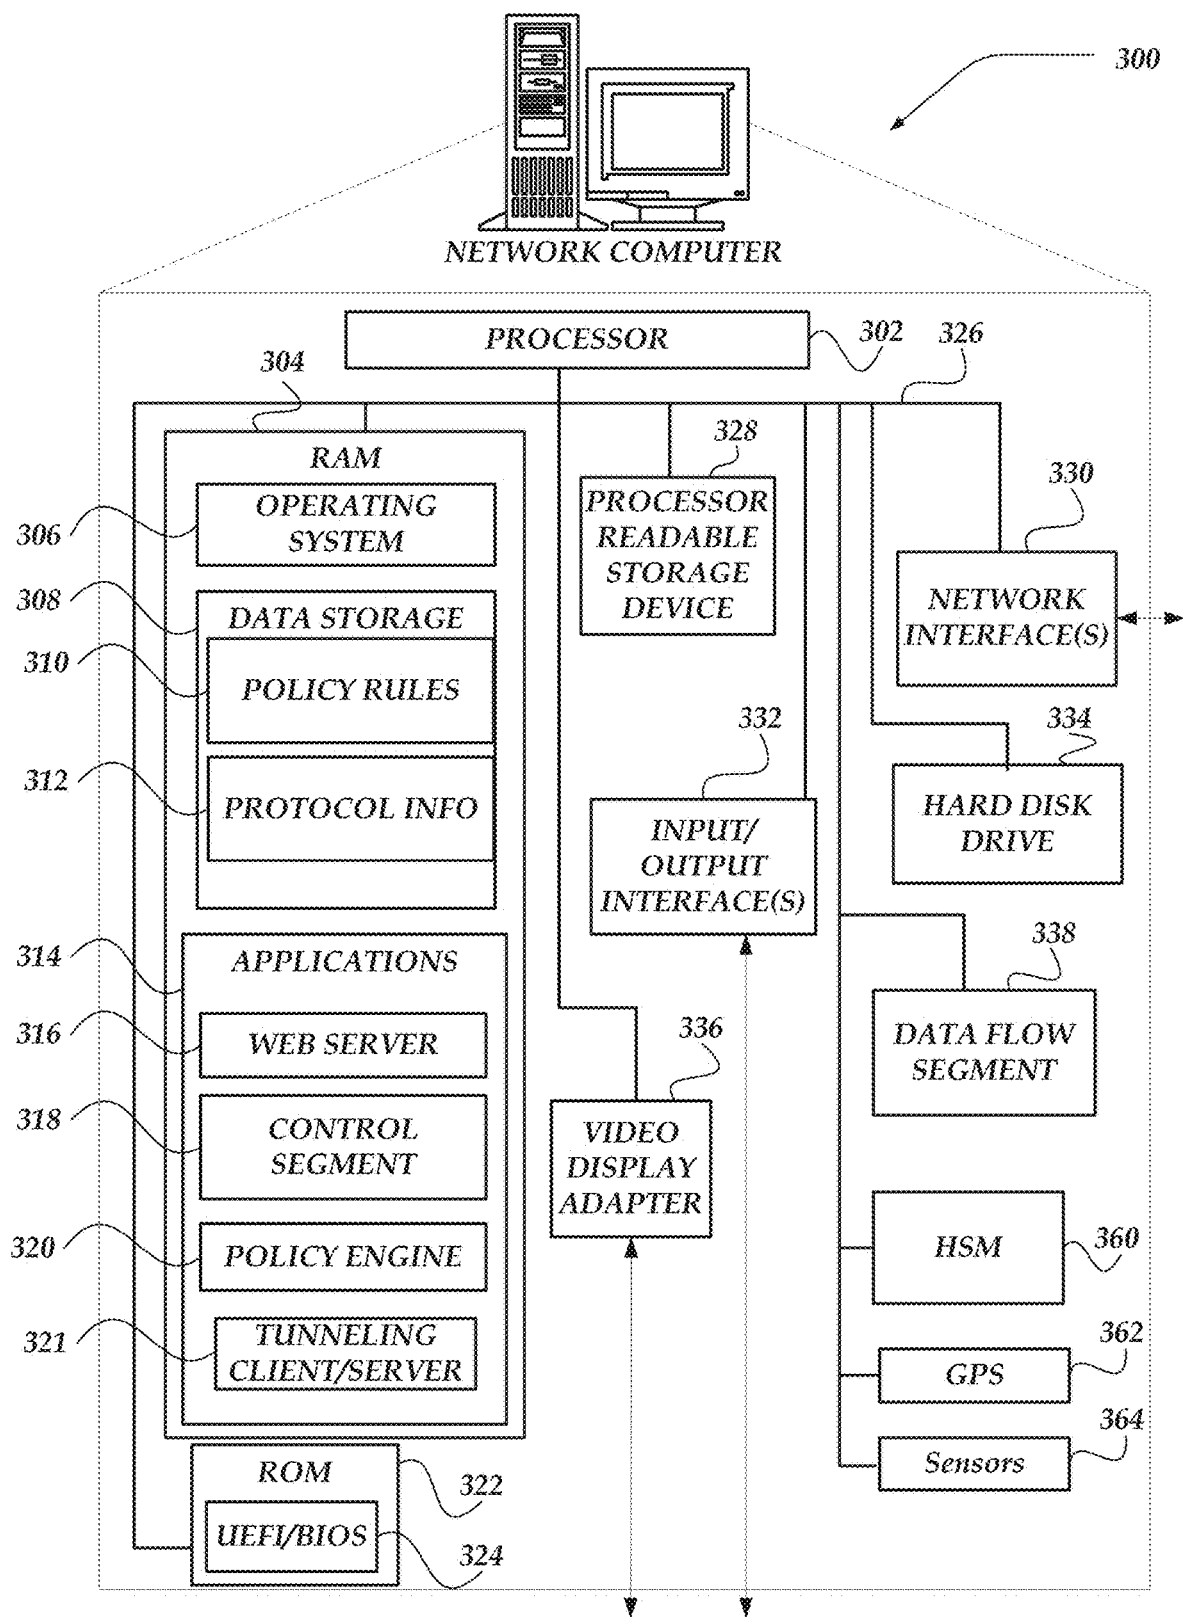 300
NETWORK COMPUTER
PROCESSOR
302
326
304
RAM
328
330
306
OPERATING
SYSTEM
PROCESSOR
READABLE
STORAGE
DEVICE
NETWORK
INTERFACE(S)
308
DATA STORAGE
310
POLICY RULES
332
334
312
PROTOCOL INFO
INPUT/
OUTPUT
INTERFACE(S)
HARD DISK
DRIVE
314
APPLICATIONS
338
316
WEB SERVER
336
DATA FLOW
SEGMENT
318
CONTROL
SEGMENT
VIDEO
DISPLAY
ADAPTER
320
POLICY ENGINE
HSM
360
321
TUNNELING
CLIENT/SERVER
GPS
362
364
Sensors
ROM
322
UEFI/BIOS
324